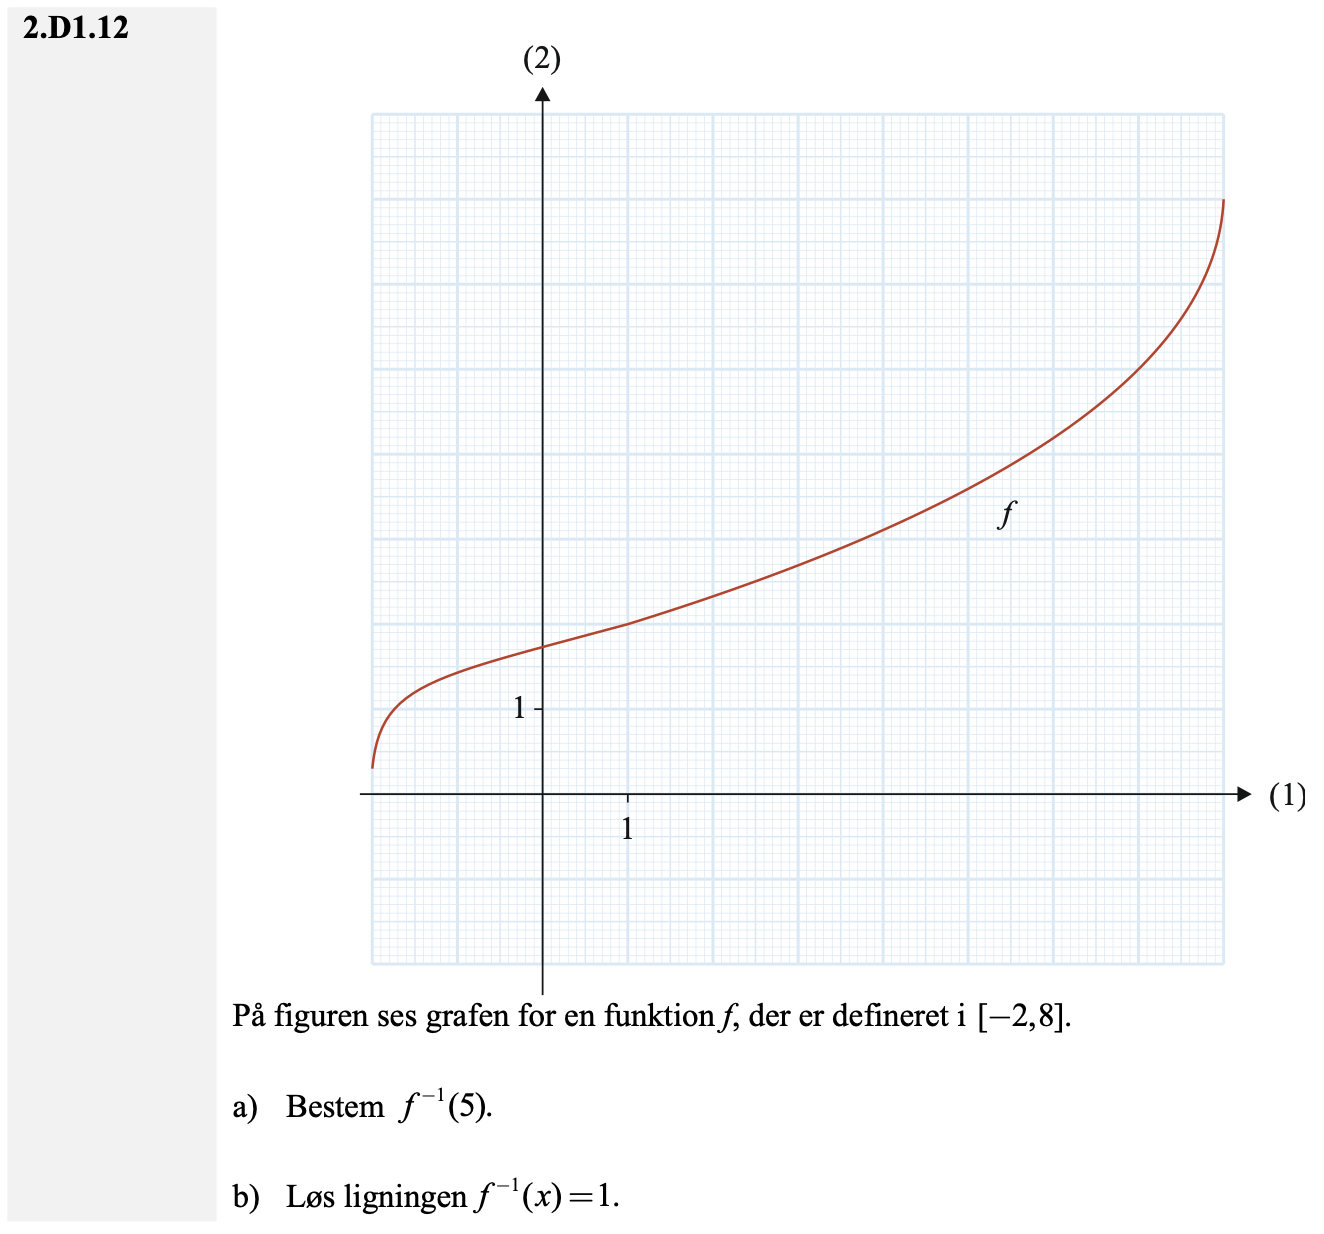 2.D1.12
(2)
f
1
(1)
1
På figuren ses grafen for en funktion f, der er defineret i [−2,8].
a) Bestem f⁻¹(5).
b) Løs ligningen f⁻¹(x)=1.